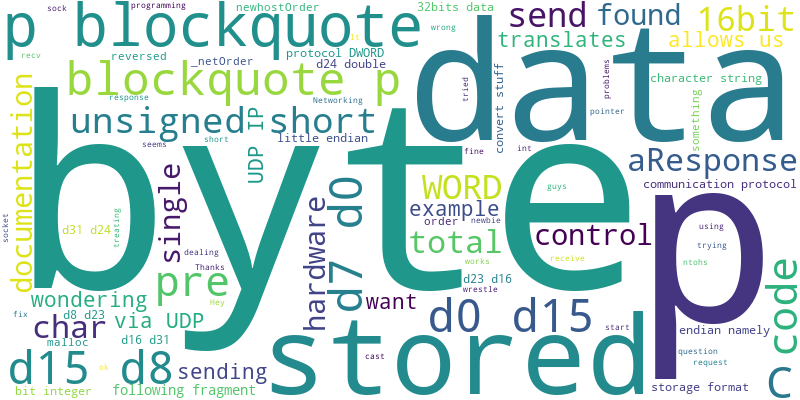 sock
programming
newhostOrder
32bits data
send
found
16bit
p blockquote
wrong
recv
reversed
_netOrder
lt
protocol DWORD
translates
allows us
d24 double
blockquote p
data
convert stuff
problems
character string
documentation
response
Networking
tried
pointer
something
unsigned short
UDP IP
little endian
seems
short
fine
int
aResponse
byte
single
hardware
d7 d0
WORD
guys
communication protocol
example
p
socket
d31 d24
treating
order
newbie
control
using
total
trying
dealing
works
receive
ntohs
Thanks
wrestle
code
pre
want
d23 d16
wondering
Hey
d0 d15
fix
d8 d23
via UDP
stored
start
endian namely
char
malloc
d16 d31
cast
question
request
d15 d8
ok
sending
C
bit integer
following fragment
storage format